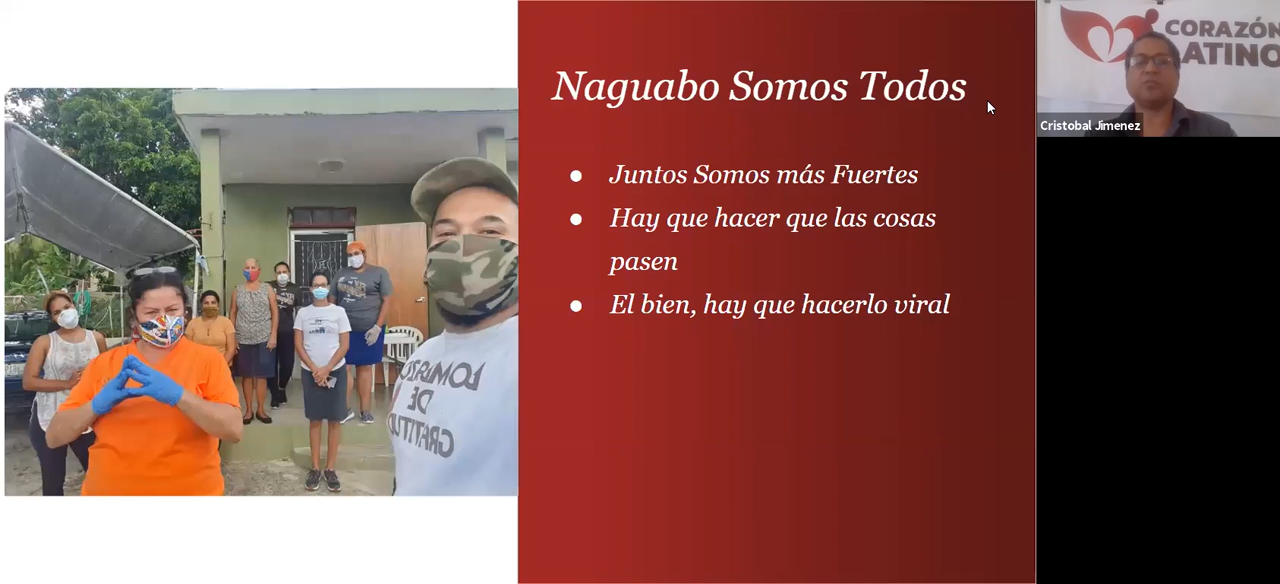 Naguabo Somos Todos
● Juntos Somos más Fuertes
● Hay que hacer que las cosas
pasen
● El bien, hay que hacerlo viral
DE
CORAZÓN
LATINO
Cristobal Jimenez